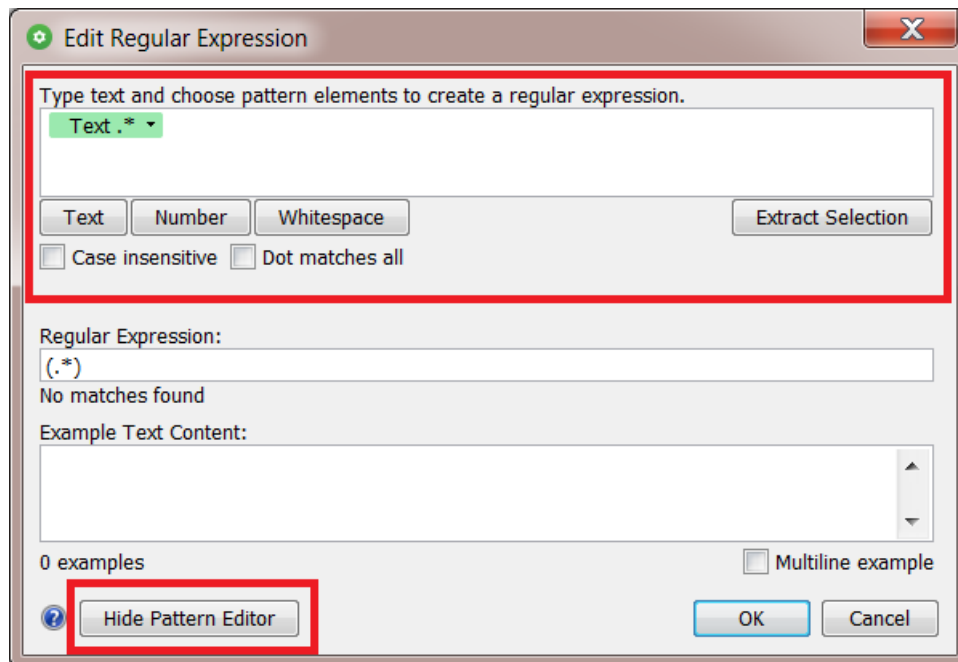 Edit Regular Expression
X
Type text and choose pattern elements to create a regular expression.
Text .*
Text Number Whitespace Extract Selection
Case insensitive Dot matches all
Regular Expression:
(.*)
No matches found
Example Text Content:
0 examples Multiline example
? Hide Pattern Editor OK Cancel